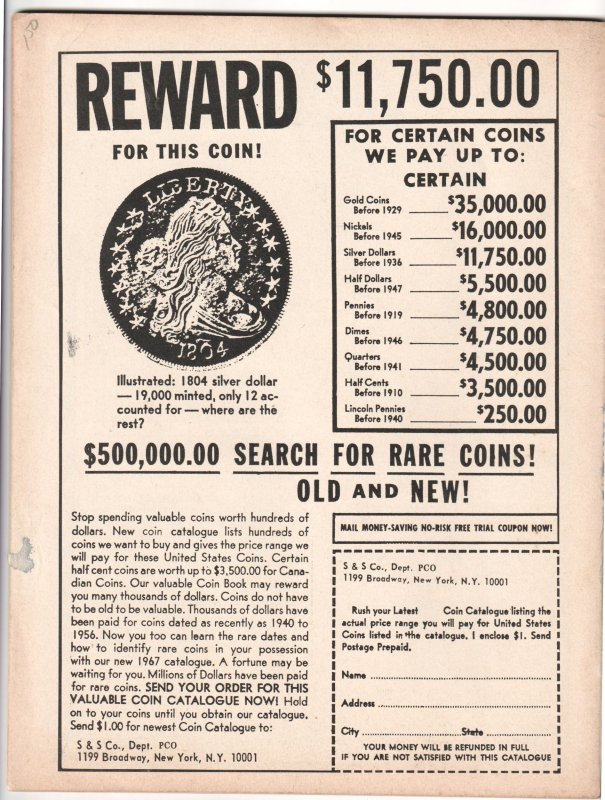 150
REWARD $11,750.00
FOR THIS COIN!
LIBERTY
1804
Illustrated: 1804 silver dollar
— 19,000 minted, only 12 ac-
counted for — where are the
rest?
FOR CERTAIN COINS
WE PAY UP TO:
CERTAIN
Gold Coins
Before 1929 $35,000.00
Nickels
Before 1945 $16,000.00
Silver Dollars
Before 1936 $11,750.00
Half Dollars
Before 1947 $5,500.00
Pennies
Before 1919 $4,800.00
Dimes
Before 1946 $4,750.00
Quarters
Before 1941 $4,500.00
Half Cents
Before 1910 $3,500.00
Lincoln Pennies
Before 1940 $250.00
$500,000.00 SEARCH FOR RARE COINS!
OLD AND NEW!
Stop spending valuable coins worth hundreds of
dollars. New coin catalogue lists hundreds of
coins we want to buy and gives the price range we
will pay for these United States Coins. Certain
half cent coins are worth up to $3,500.00 for Cana-
dian Coins. Our valuable Coin Book may reward
you many thousands of dollars. Coins do not have
to be old to be valuable. Thousands of dollars have
been paid for coins dated as recently as 1940 to
1956. Now you too can learn the rare dates and
how to identify rare coins in your possession
with our new 1967 catalogue. A fortune may be
waiting for you. Millions of Dollars have been paid
for rare coins. SEND YOUR ORDER FOR THIS
VALUABLE COIN CATALOGUE NOW! Hold
on to your coins until you obtain our catalogue.
Send $1.00 for newest Coin Catalogue to:
S & S Co., Dept. PCO
1199 Broadway, New York, N.Y. 10001
MAIL MONEY-SAVING NO-RISK FREE TRIAL COUPON NOW!
S & S Co., Dept. PCO
1199 Broadway, New York, N.Y. 10001
Rush your Latest Coin Catalogue listing the
actual price range you will pay for United States
Coins listed in the catalogue. I enclose $1. Send
Postage Prepaid.
Name
Address
City State
YOUR MONEY WILL BE REFUNDED IN FULL
IF YOU ARE NOT SATISFIED WITH THIS CATALOGUE